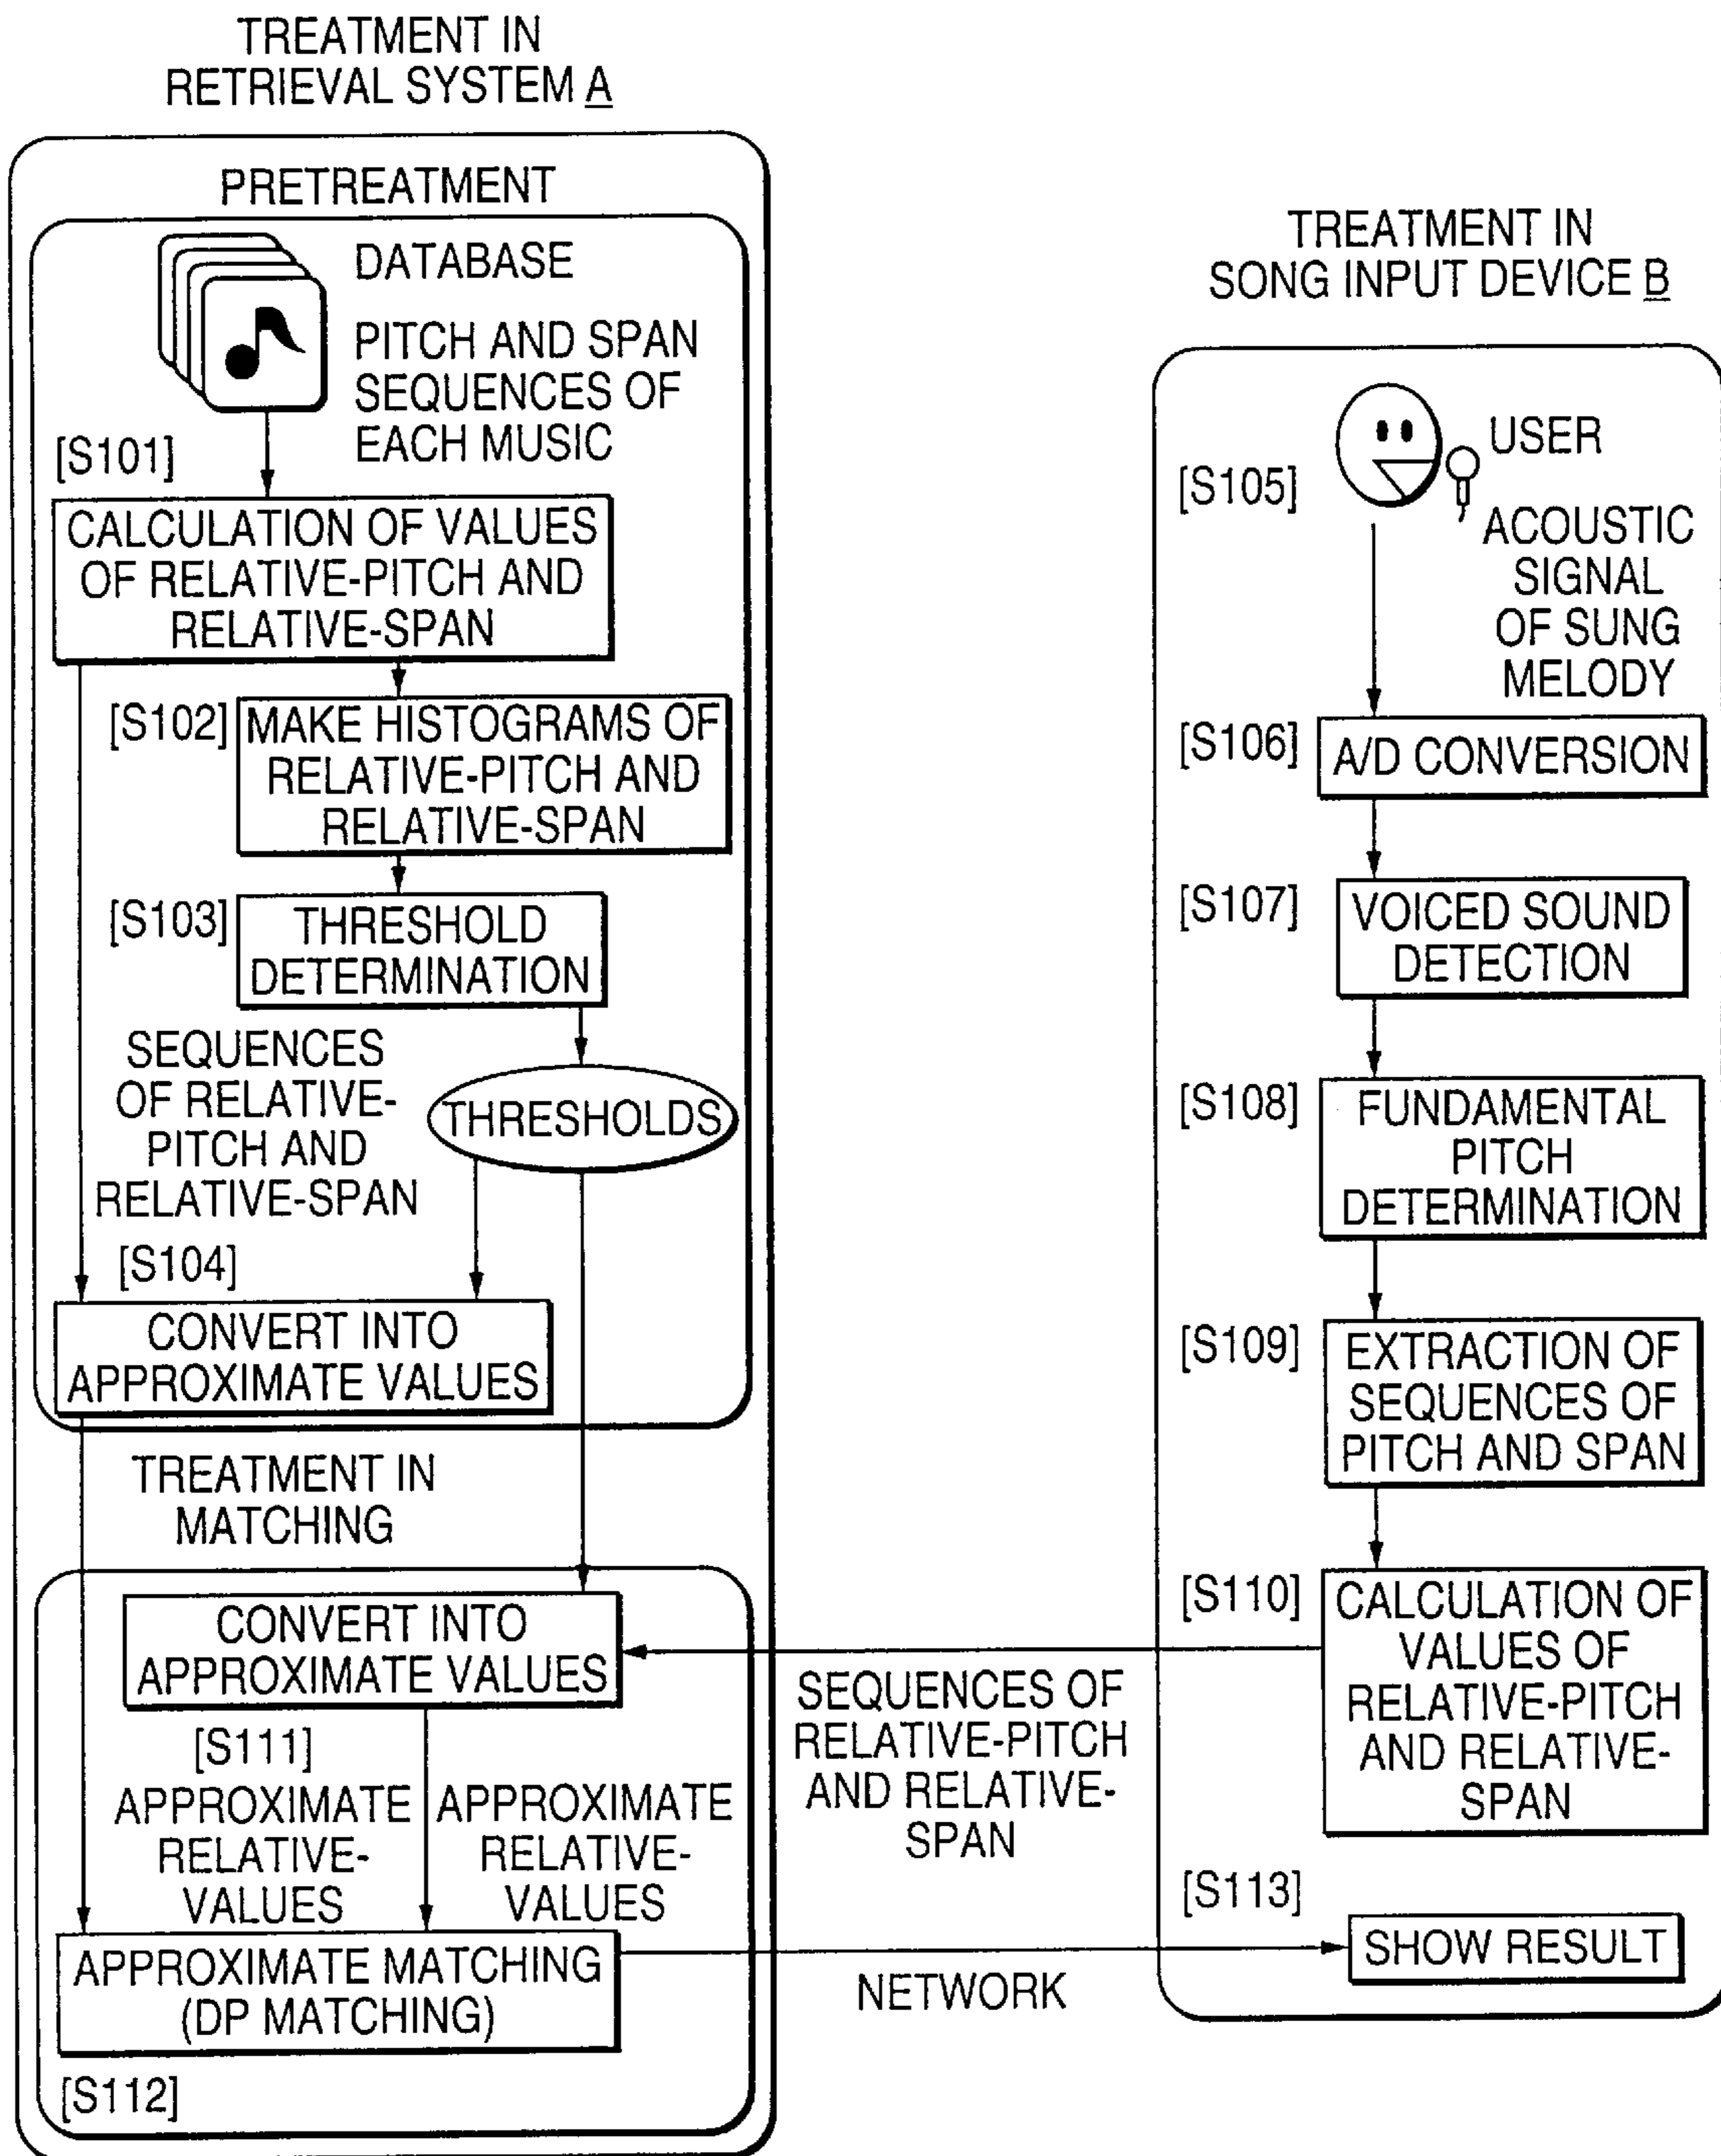 TREATMENT IN
RETRIEVAL SYSTEM A
PRETREATMENT
DATABASE
PITCH AND SPAN
SEQUENCES OF
EACH MUSIC
[S101]
CALCULATION OF VALUES
OF RELATIVE-PITCH AND
RELATIVE-SPAN
[S102]
MAKE HISTOGRAMS OF
RELATIVE-PITCH AND
RELATIVE-SPAN
[S103]
THRESHOLD
DETERMINATION
SEQUENCES
OF RELATIVE-
PITCH AND
RELATIVE-SPAN
THRESHOLDS
[S104]
CONVERT INTO
APPROXIMATE VALUES
TREATMENT IN
MATCHING
CONVERT INTO
APPROXIMATE VALUES
[S111]
APPROXIMATE
RELATIVE-
VALUES
APPROXIMATE
RELATIVE-
VALUES
APPROXIMATE MATCHING
(DP MATCHING)
[S112]
SEQUENCES OF
RELATIVE-PITCH
AND RELATIVE-
SPAN
NETWORK
TREATMENT IN
SONG INPUT DEVICE B
[S105]
USER
ACOUSTIC
SIGNAL
OF SUNG
MELODY
[S106]
A/D CONVERSION
[S107]
VOICED SOUND
DETECTION
[S108]
FUNDAMENTAL
PITCH
DETERMINATION
[S109]
EXTRACTION OF
SEQUENCES OF
PITCH AND SPAN
[S110]
CALCULATION OF
VALUES OF
RELATIVE-PITCH
AND RELATIVE-
SPAN
[S113]
SHOW RESULT